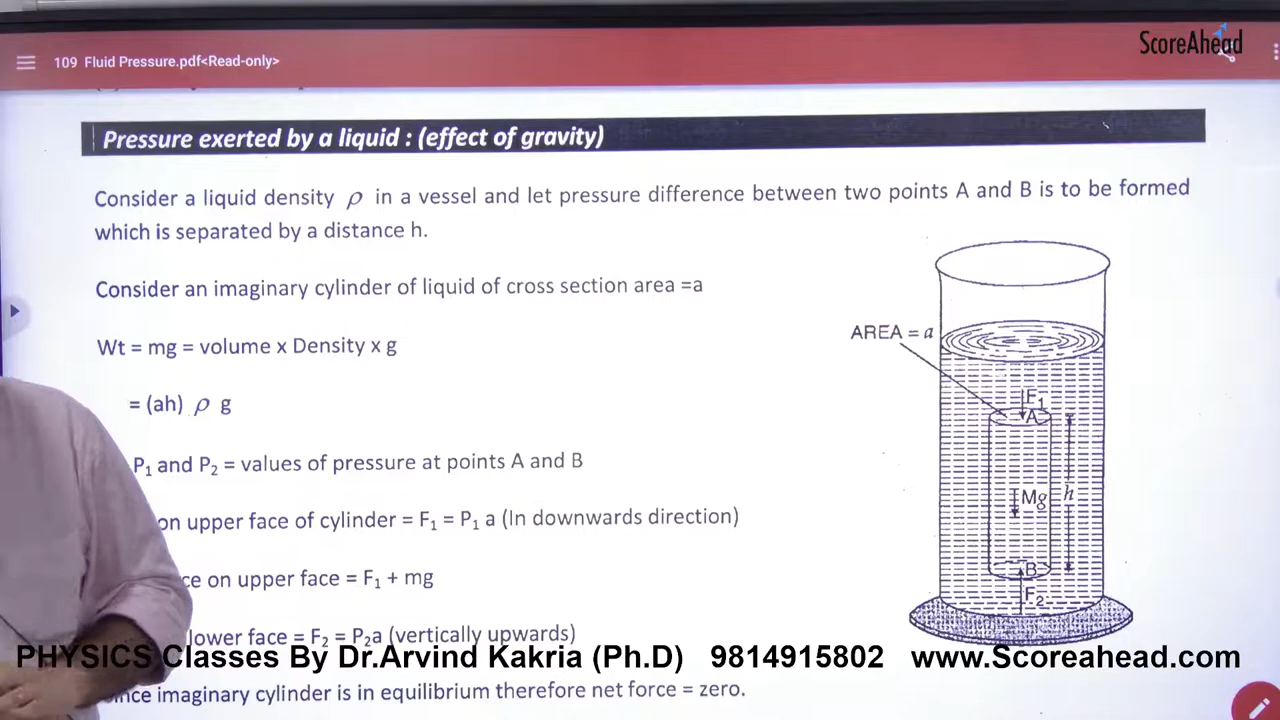 ScoreAhead
109 Fluid Pressure.pdf<Read-only>
Pressure exerted by a liquid : (effect of gravity)
Consider a liquid density ρ in a vessel and let pressure difference between two points A and B is to be formed
which is separated by a distance h.
Consider an imaginary cylinder of liquid of cross section area =a
Wt = mg = volume x Density x g
= (ah) ρ g
P₁ and P₂ = values of pressure at points A and B
on upper face of cylinder = F₁ = P₁ a (In downwards direction)
on upper face = F₁ + mg
lower face = F₂ = P₂a (vertically upwards)
imaginary cylinder is in equilibrium therefore net force = zero.
AREA = a
F₁
A
Mg
h
B
F₂
PHYSICS Classes By Dr.Arvind Kakria (Ph.D) 9814915802 www.Scoreahead.com